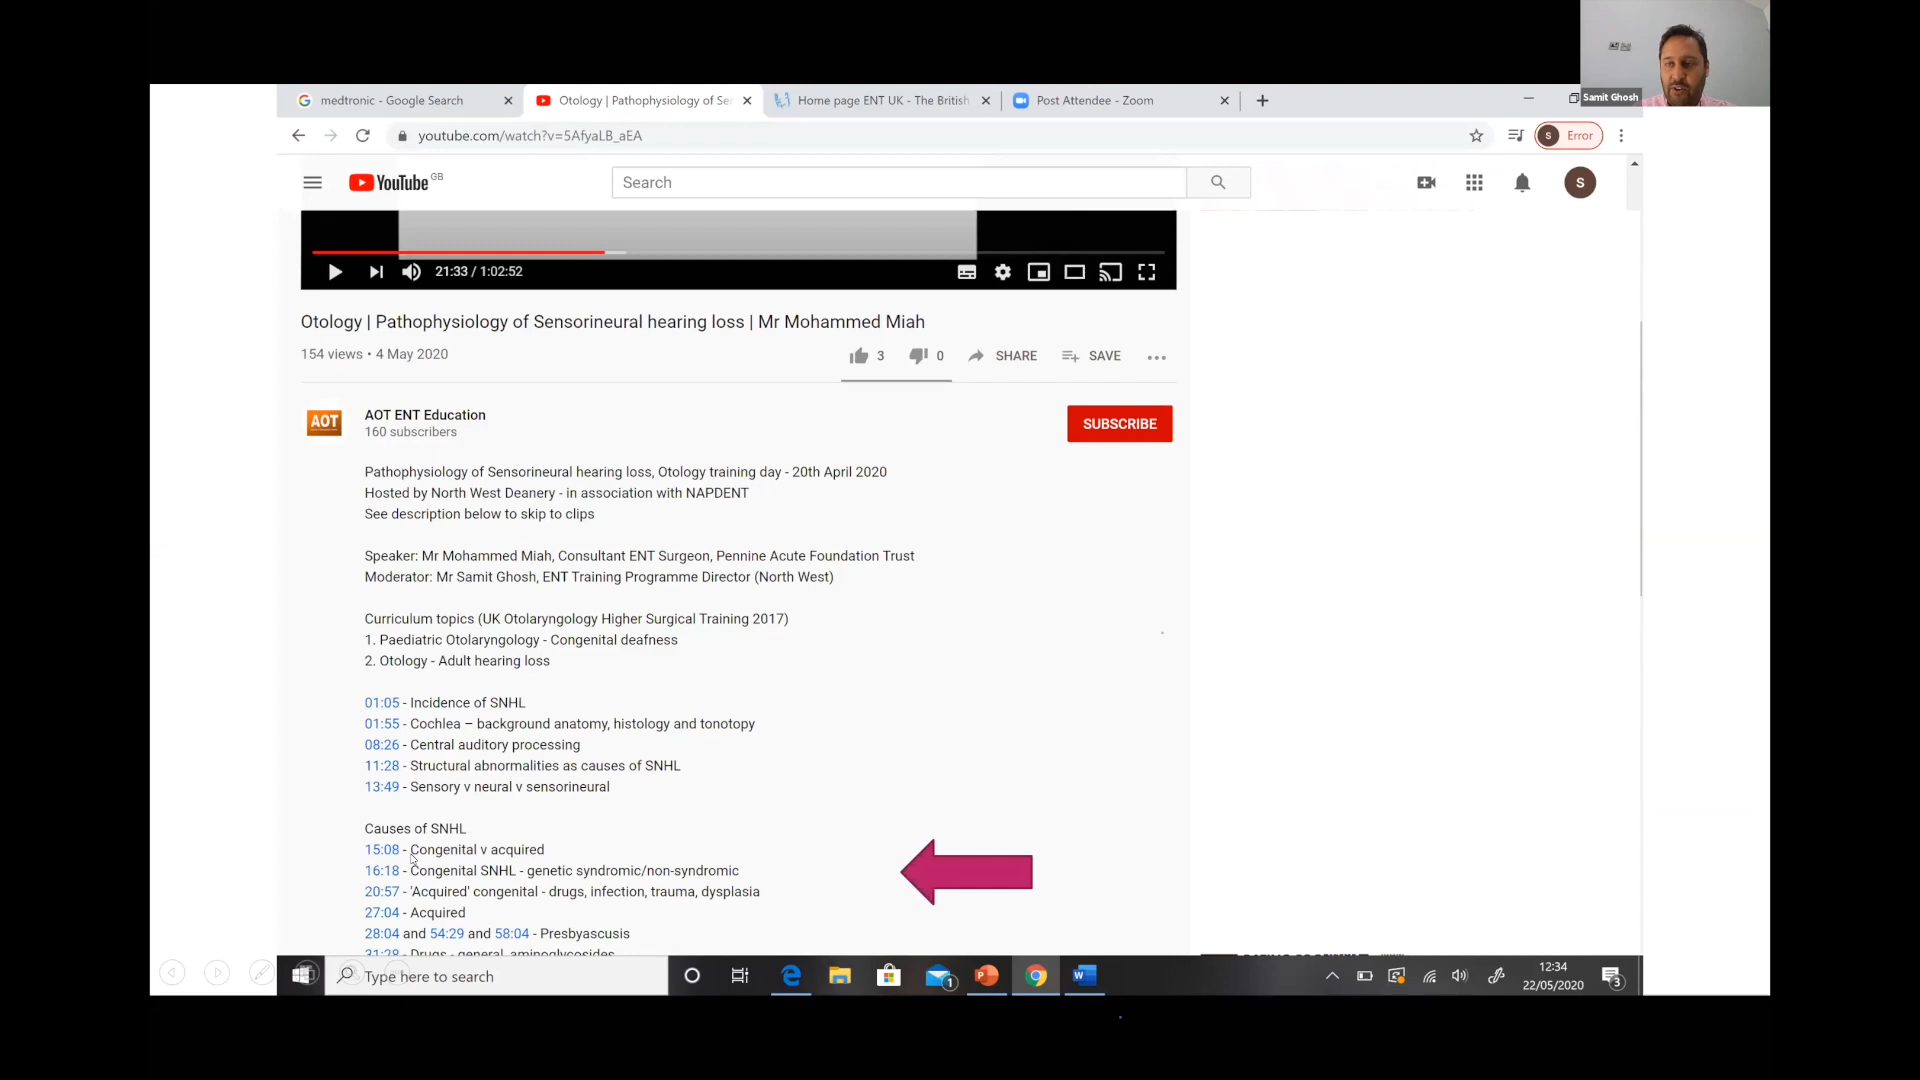 Samit Ghosh
medtronic - Google Search
Otology | Pathophysiology of Se
Home page ENT UK - The British
Post Attendee - Zoom
youtube.com/watch?v=5AfyaLB_aEA
S
Error
YouTube GB
Search
S
21:33 / 1:02:52
Otology | Pathophysiology of Sensorineural hearing loss | Mr Mohammed Miah
154 views • 4 May 2020
3
0
SHARE
SAVE
AOT
AOT ENT Education
160 subscribers
SUBSCRIBE
Pathophysiology of Sensorineural hearing loss, Otology training day - 20th April 2020
Hosted by North West Deanery - in association with NAPDENT
See description below to skip to clips
Speaker: Mr Mohammed Miah, Consultant ENT Surgeon, Pennine Acute Foundation Trust
Moderator: Mr Samit Ghosh, ENT Training Programme Director (North West)
Curriculum topics (UK Otolaryngology Higher Surgical Training 2017)
1. Paediatric Otolaryngology - Congenital deafness
2. Otology - Adult hearing loss
01:05 - Incidence of SNHL
01:55 - Cochlea – background anatomy, histology and tonotopy
08:26 - Central auditory processing
11:28 - Structural abnormalities as causes of SNHL
13:49 - Sensory v neural v sensorineural
Causes of SNHL
15:08 - Congenital v acquired
16:18 - Congenital SNHL - genetic syndromic/non-syndromic
20:57 - 'Acquired' congenital - drugs, infection, trauma, dysplasia
27:04 - Acquired
28:04 and 54:29 and 58:04 - Presbyascusis
31:28 - Drugs - general, aminoglycosides
Type here to search
1
12:34
22/05/2020
3